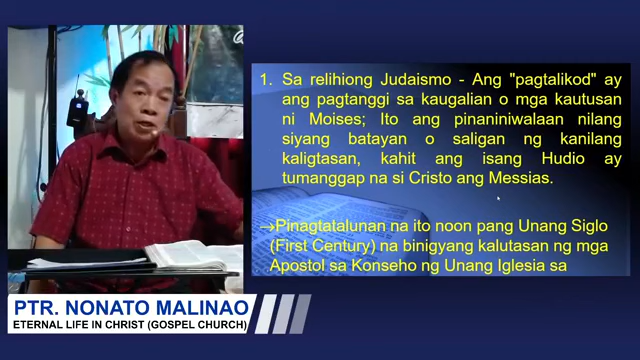 1. Sa relihiong Judaismo - Ang "pagtalikod" ay
ang pagtanggi sa kaugalian o mga kautusan
ni Moises; Ito ang pinaniniwalaan nilang
siyang batayan o saligan ng kanilang
kaligtasan, kahit ang isang Hudio ay
tumanggap na si Cristo ang Messias.
→Pinagtatalunan na ito noon pang Unang Siglo
(First Century) na binigyang kalutasan ng mga
Apostol sa Konseho ng Unang Iglesia sa
PTR. NONATO MALINAO
ETERNAL LIFE IN CHRIST (GOSPEL CHURCH)